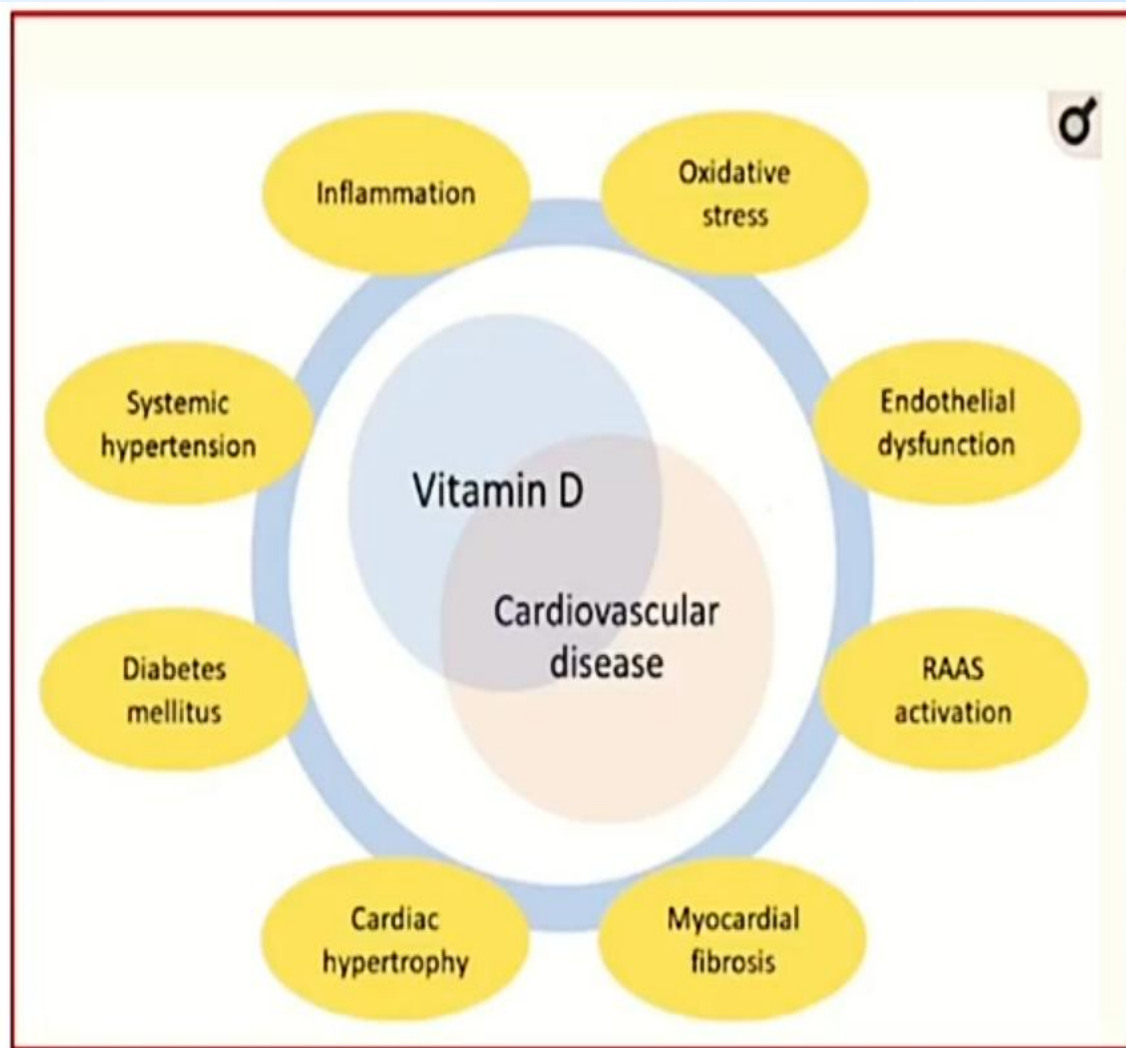 Inflammation
Oxidative
stress
Systemic
hypertension
Endothelial
dysfunction
Vitamin D
Cardiovascular
disease
Diabetes
mellitus
RAAS
activation
Cardiac
hypertrophy
Myocardial
fibrosis